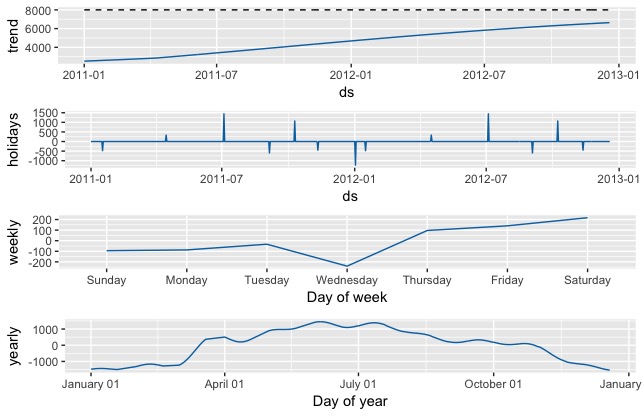 trend
8000
6000
4000
2011-01 2011-07 2012-01 2012-07 2013-01
ds
holidays
1500
1000
500
0
-500
-1000
2011-01 2011-07 2012-01 2012-07 2013-01
ds
weekly
200
100
0
-100
-200
Sunday Monday Tuesday Wednesday Thursday Friday Saturday
Day of week
yearly
1000
0
-1000
January 01 April 01 July 01 October 01 January
Day of year